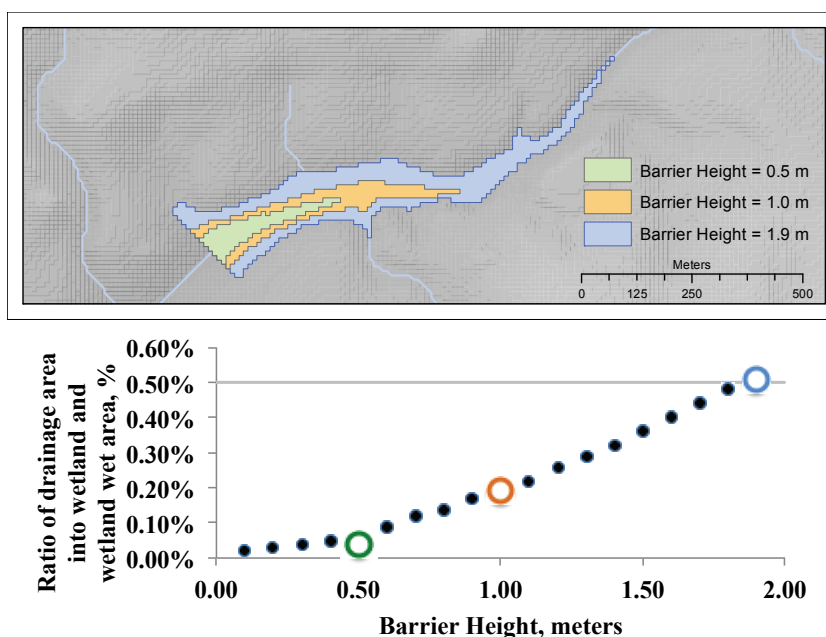 Barrier Height = 0.5 m
Barrier Height = 1.0 m
Barrier Height = 1.9 m
Meters
0 125 250 500
Ratio of drainage area
into wetland and
wetland wet area, %
0.60%
0.50%
0.40%
0.30%
0.20%
0.10%
0.00%
0.00 0.50 1.00 1.50 2.00
Barrier Height, meters